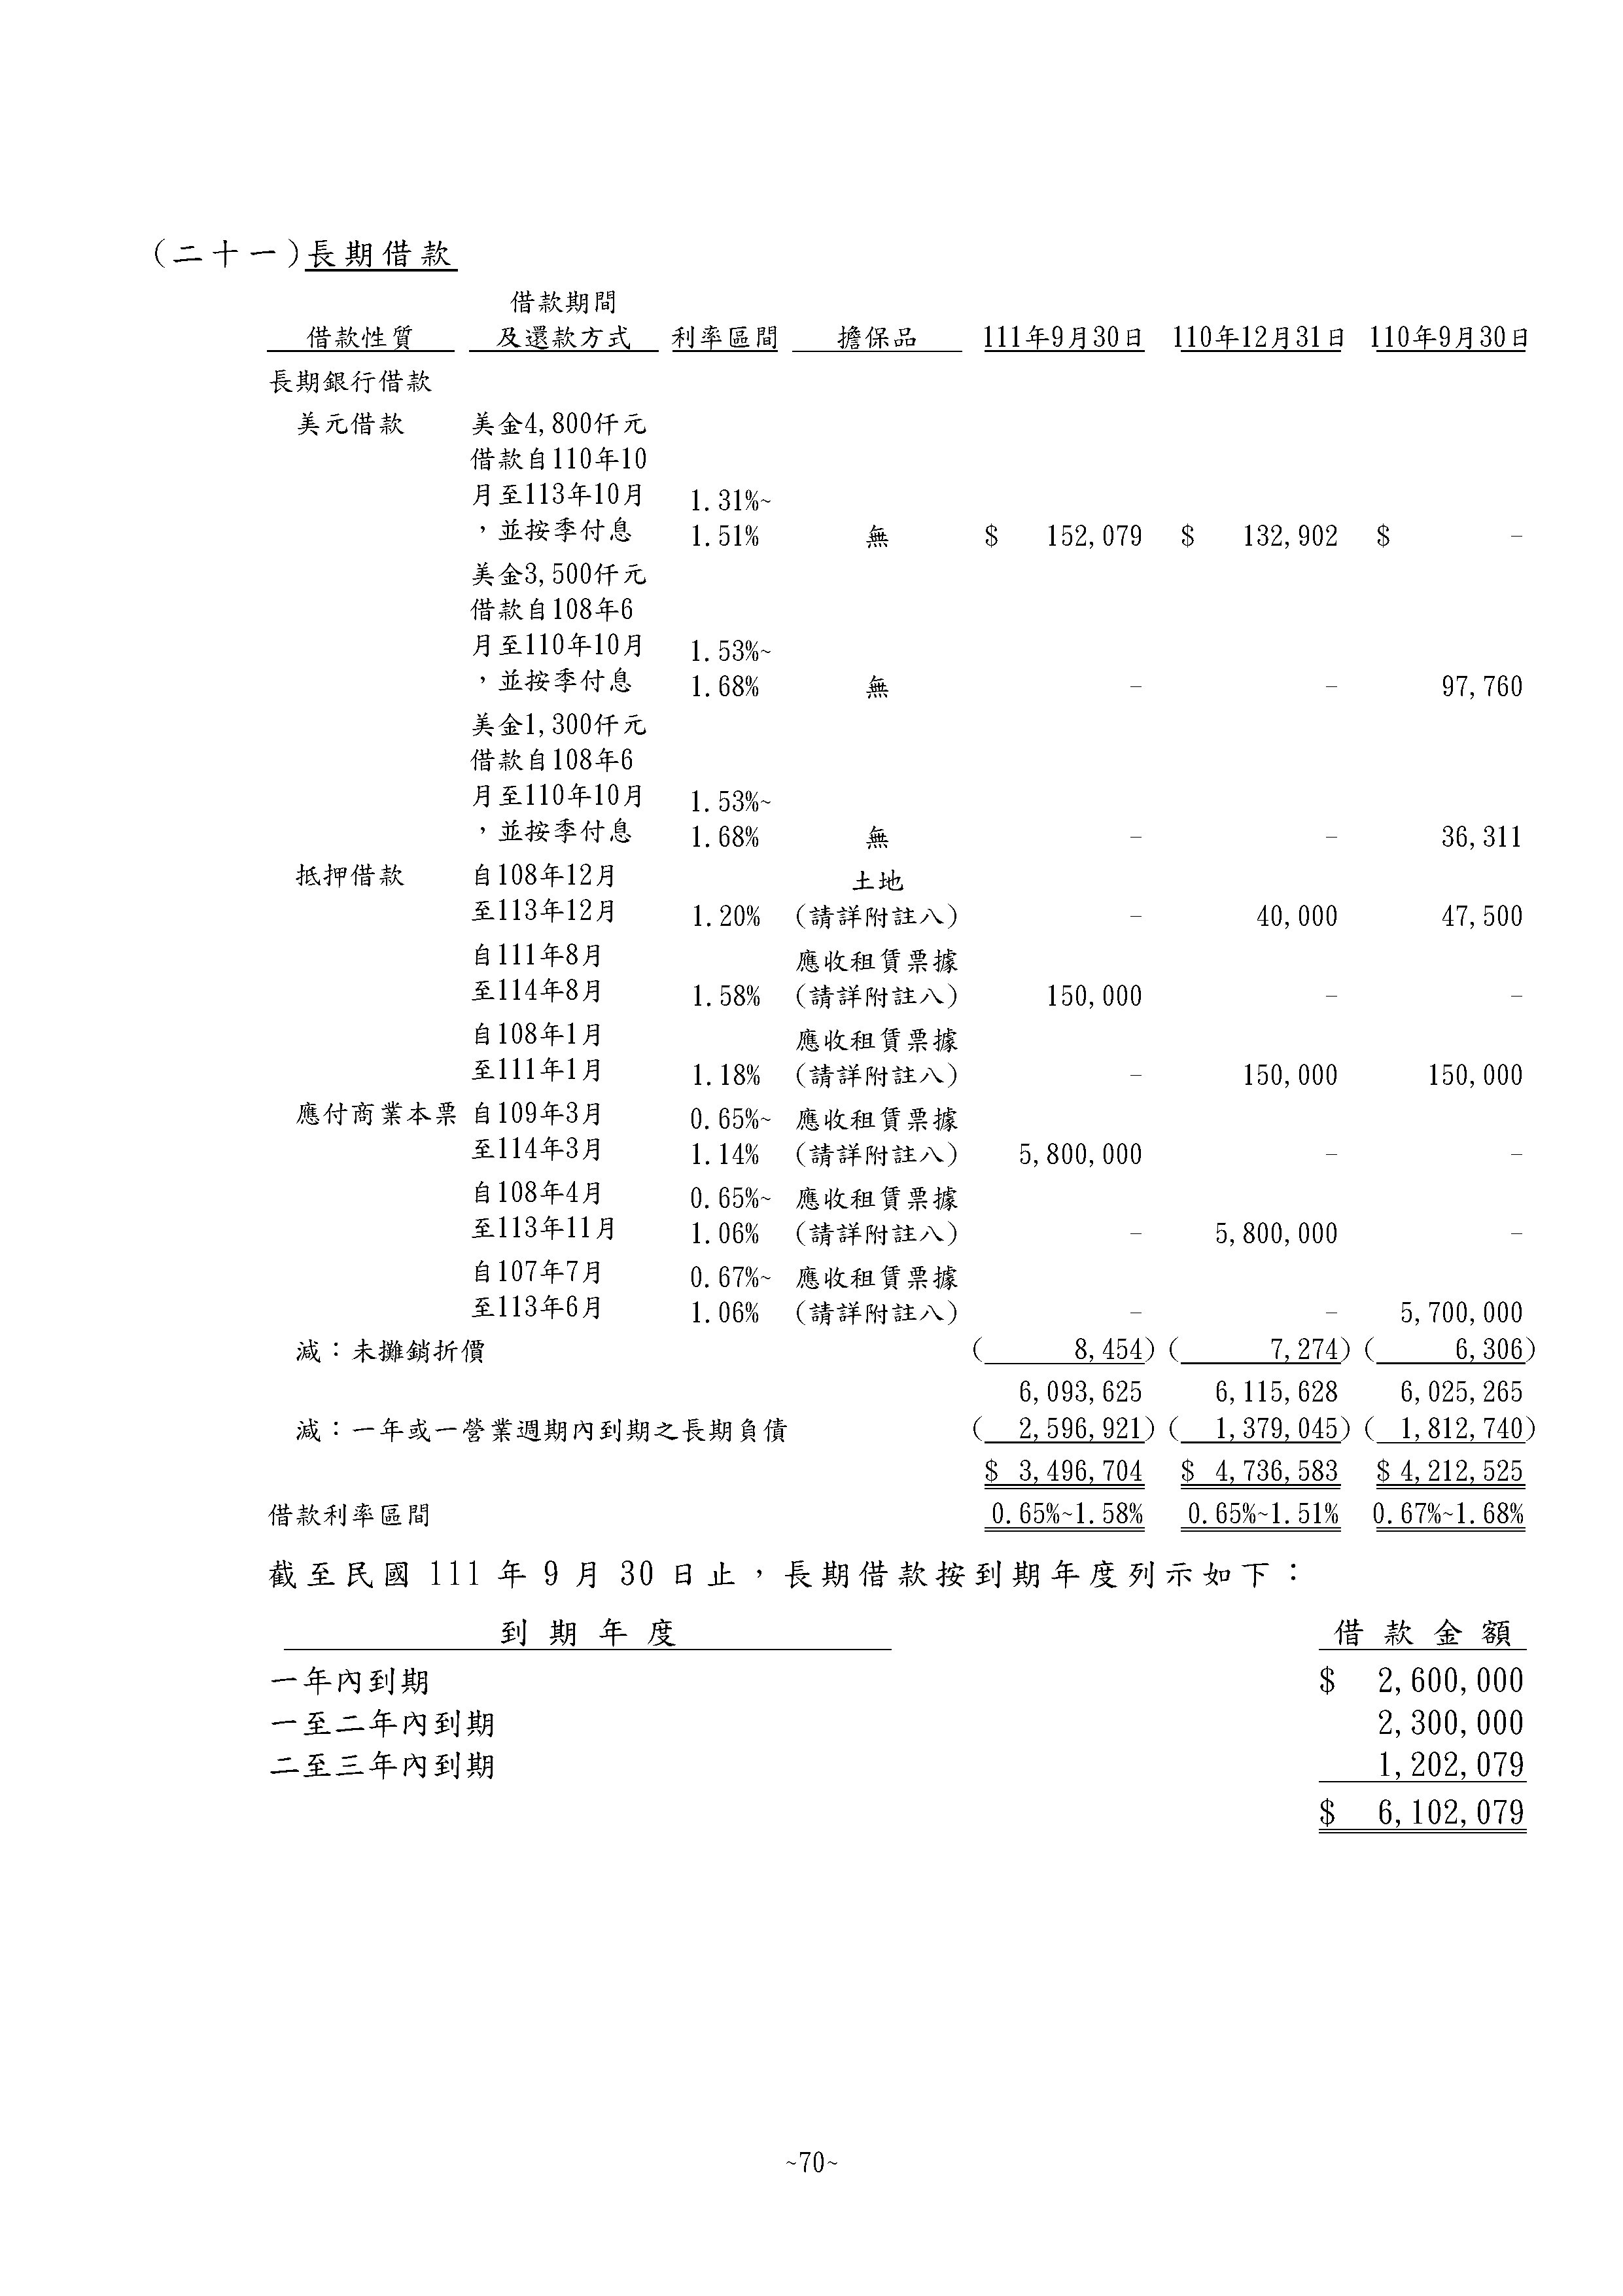 (二十一)長期借款
借款期間
借款性質 及還款方式 利率區間 擔保品 111年9月30日 110年12月31日 110年9月30日
長期銀行借款
美元借款 美金4,800仟元
借款自110年10
月至113年10月 1.31%~
，並按季付息 1.51% 無 $ 152,079 $ 132,902 $ -
美金3,500仟元
借款自108年6
月至110年10月 1.53%~
，並按季付息 1.68% 無 - - 97,760
美金1,300仟元
借款自108年6
月至110年10月 1.53%~
，並按季付息 1.68% 無 - - 36,311
抵押借款 自108年12月 土地
至113年12月 1.20% (請詳附註八) - 40,000 47,500
自111年8月 應收租賃票據
至114年8月 1.58% (請詳附註八) 150,000 - -
自108年1月 應收租賃票據
至111年1月 1.18% (請詳附註八) - 150,000 150,000
應付商業本票 自109年3月 0.65%~ 應收租賃票據
至114年3月 1.14% (請詳附註八) 5,800,000 - -
自108年4月 0.65%~ 應收租賃票據
至113年11月 1.06% (請詳附註八) - 5,800,000 -
自107年7月 0.67%~ 應收租賃票據
至113年6月 1.06% (請詳附註八) - - 5,700,000
減：未攤銷折價 ( 8,454) ( 7,274) ( 6,306)
6,093,625 6,115,628 6,025,265
減：一年或一營業週期內到期之長期負債 ( 2,596,921) ( 1,379,045) ( 1,812,740)
$ 3,496,704 $ 4,736,583 $ 4,212,525
借款利率區間 0.65%~1.58% 0.65%~1.51% 0.67%~1.68%
截至民國 111 年 9 月 30 日止，長期借款按到期年度列示如下：
到期年度 借款金額
一年內到期 $ 2,600,000
一至二年內到期 2,300,000
二至三年內到期 1,202,079
$ 6,102,079
~70~